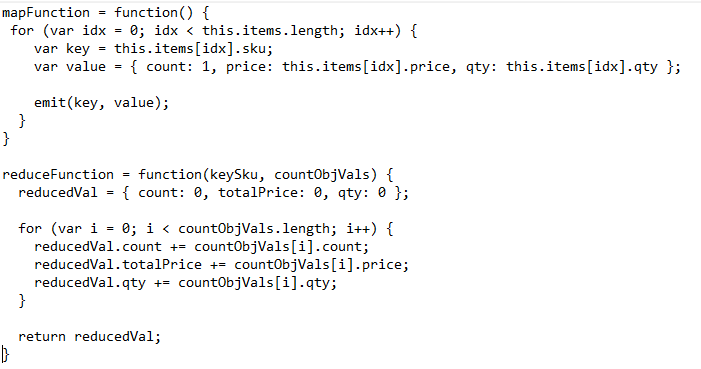 mapFunction = function() {
 for (var idx = 0; idx < this.items.length; idx++) {
    var key = this.items[idx].sku;
    var value = { count: 1, price: this.items[idx].price, qty: this.items[idx].qty };

    emit(key, value);
  }
}

reduceFunction = function(keySku, countObjVals) {
  reducedVal = { count: 0, totalPrice: 0, qty: 0 };

  for (var i = 0; i < countObjVals.length; i++) {
    reducedVal.count += countObjVals[i].count;
    reducedVal.totalPrice += countObjVals[i].price;
    reducedVal.qty += countObjVals[i].qty;
  }

  return reducedVal;
}